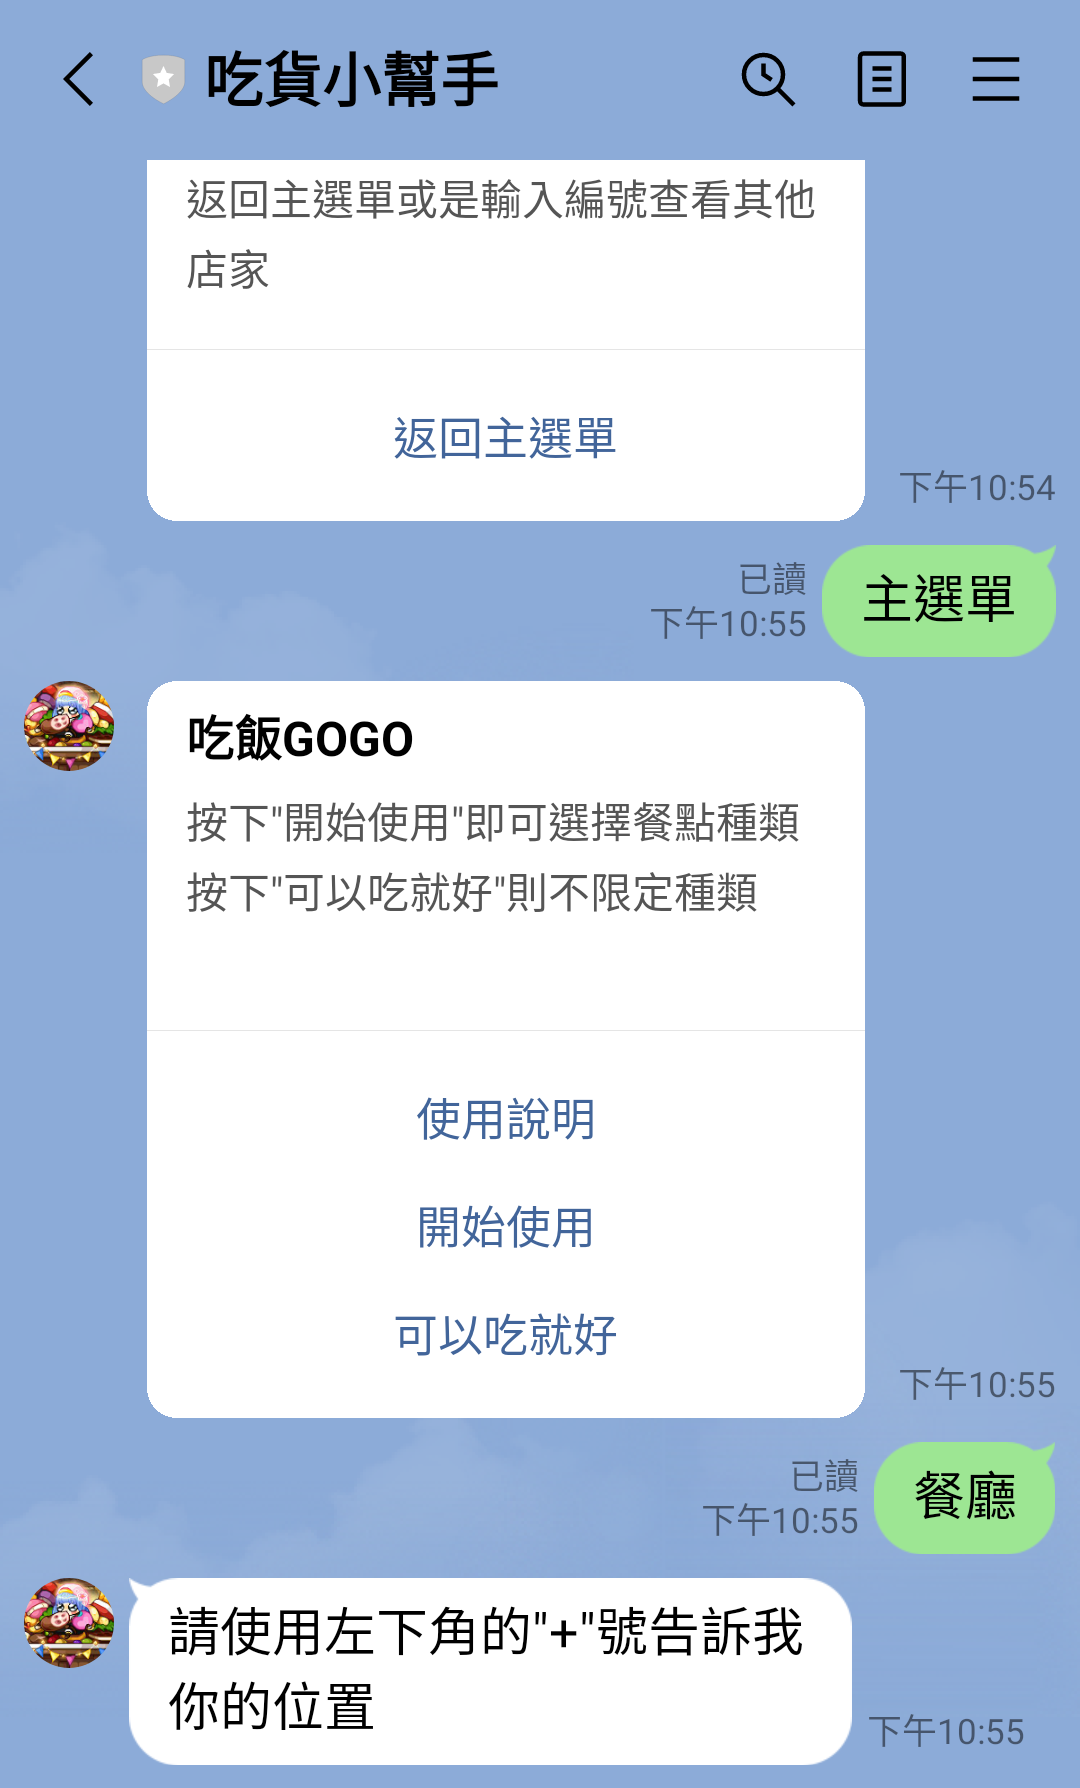 吃貨小幫手
返回主選單或是輸入編號查看其他
店家
返回主選單
下午10:54
已讀
下午10:55
主選單
吃飯GOGO
按下"開始使用"即可選擇餐點種類
按下"可以吃就好"則不限定種類
使用說明
開始使用
可以吃就好
下午10:55
已讀
下午10:55
餐廳
請使用左下角的"+"號告訴我
你的位置
下午10:55